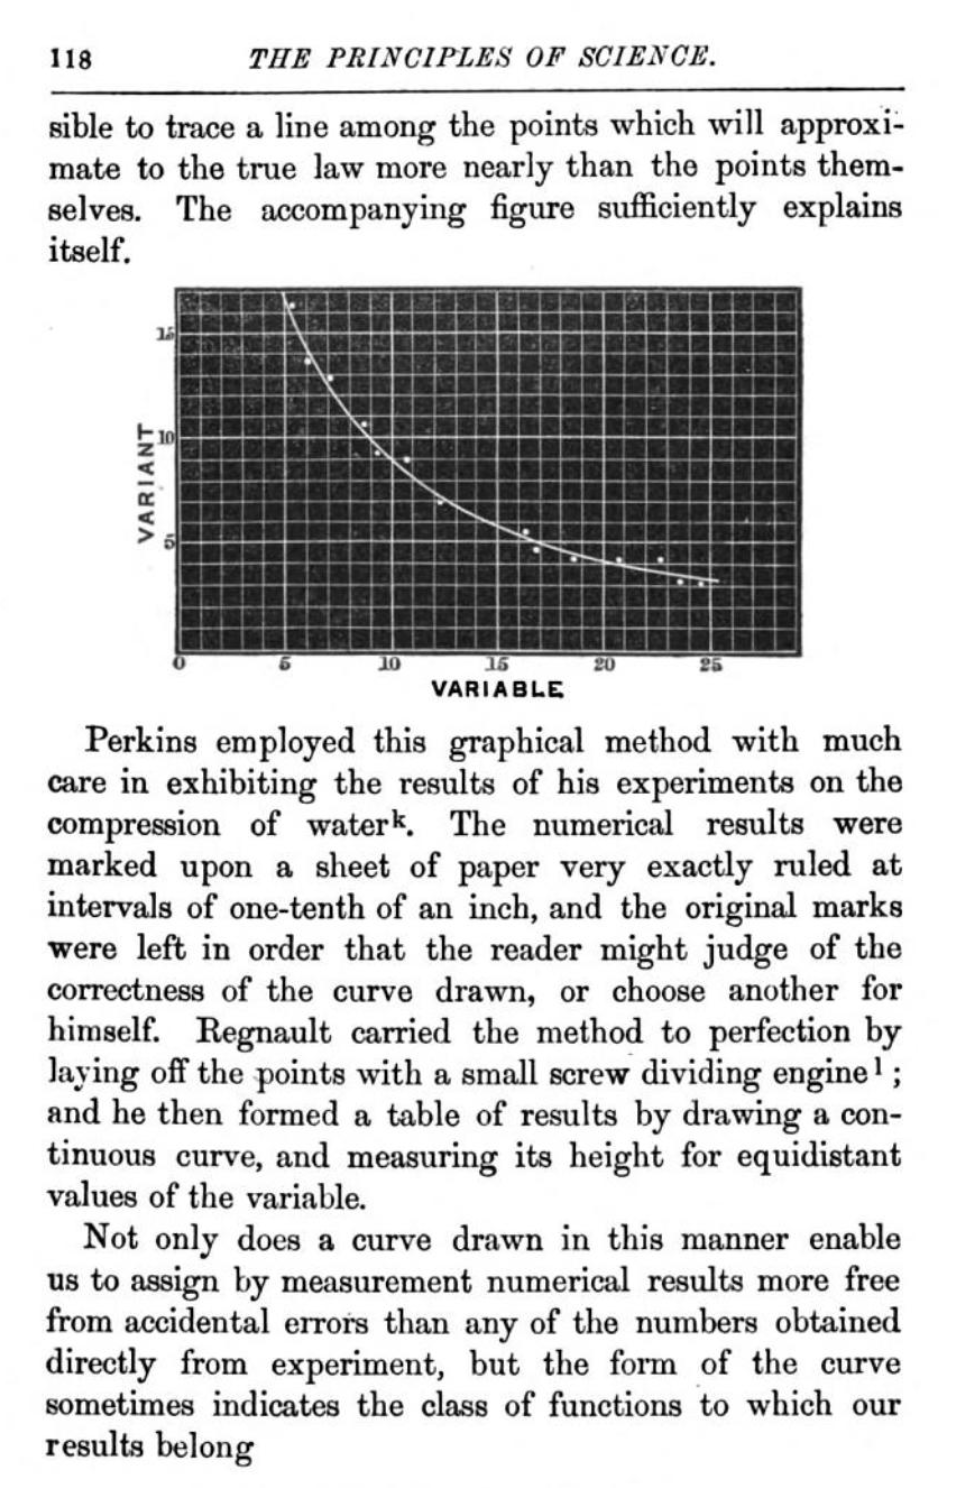 118 THE PRINCIPLES OF SCIENCE.
sible to trace a line among the points which will approxi-
mate to the true law more nearly than the points them-
selves. The accompanying figure sufficiently explains
itself.
15
10
5
VARIANT
0 5 10 15 20 25
VARIABLE
Perkins employed this graphical method with much
care in exhibiting the results of his experiments on the
compression of waterᵏ. The numerical results were
marked upon a sheet of paper very exactly ruled at
intervals of one-tenth of an inch, and the original marks
were left in order that the reader might judge of the
correctness of the curve drawn, or choose another for
himself. Regnault carried the method to perfection by
laying off the points with a small screw dividing engine¹ ;
and he then formed a table of results by drawing a con-
tinuous curve, and measuring its height for equidistant
values of the variable.
Not only does a curve drawn in this manner enable
us to assign by measurement numerical results more free
from accidental errors than any of the numbers obtained
directly from experiment, but the form of the curve
sometimes indicates the class of functions to which our
results belong